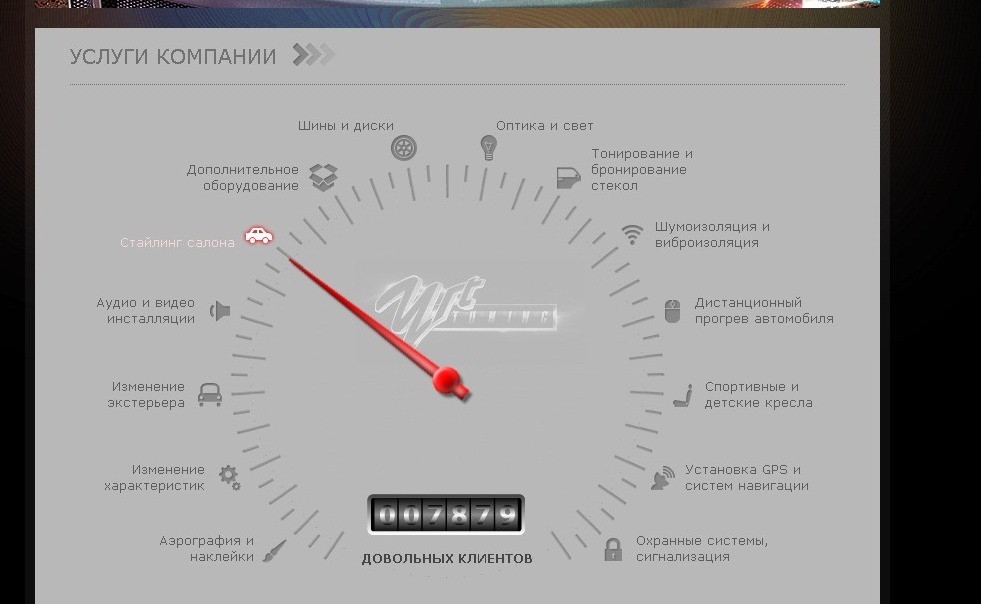 УСЛУГИ КОМПАНИИ
Шины и диски
Оптика и свет
Дополнительное
оборудование
Тонирование и
бронирование
стекол
Стайлинг салона
Шумоизоляция и
виброизоляция
Аудио и видео
инсталляции
Дистанционный
прогрев автомобиля
TUNING
Изменение
экстерьера
Спортивные и
детские кресла
Изменение
характеристик
Установка GPS и
систем навигации
007879
ДОВОЛЬНЫХ КЛИЕНТОВ
Аэрография и
наклейки
Охранные системы,
сигнализация